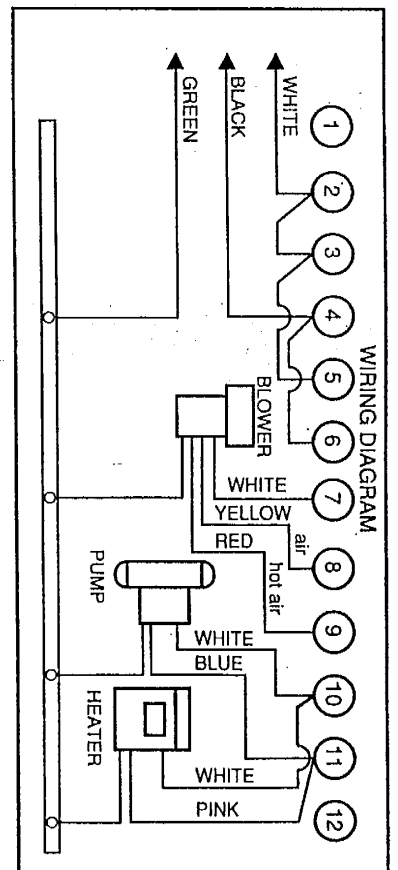 WIRING DIAGRAM
1
2
3
4
5
6
7
8
9
10
11
12
WHITE
BLACK
GREEN
BLOWER
WHITE
YELLOW
air
RED
hot air
PUMP
WHITE
BLUE
HEATER
WHITE
PINK